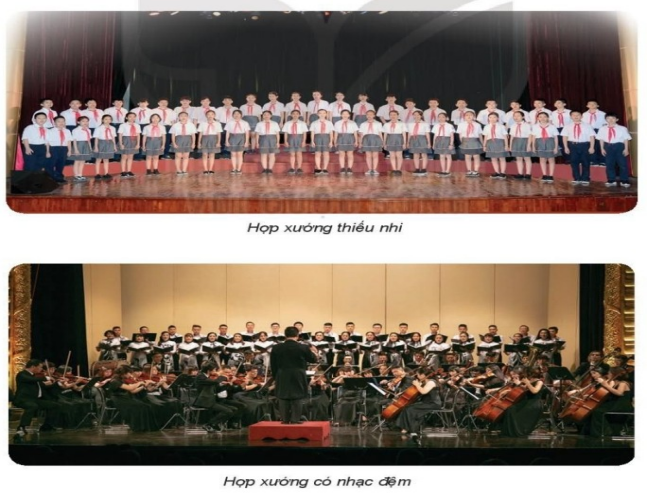 Hợp xướng thiếu nhi
Hợp xướng có nhạc đệm